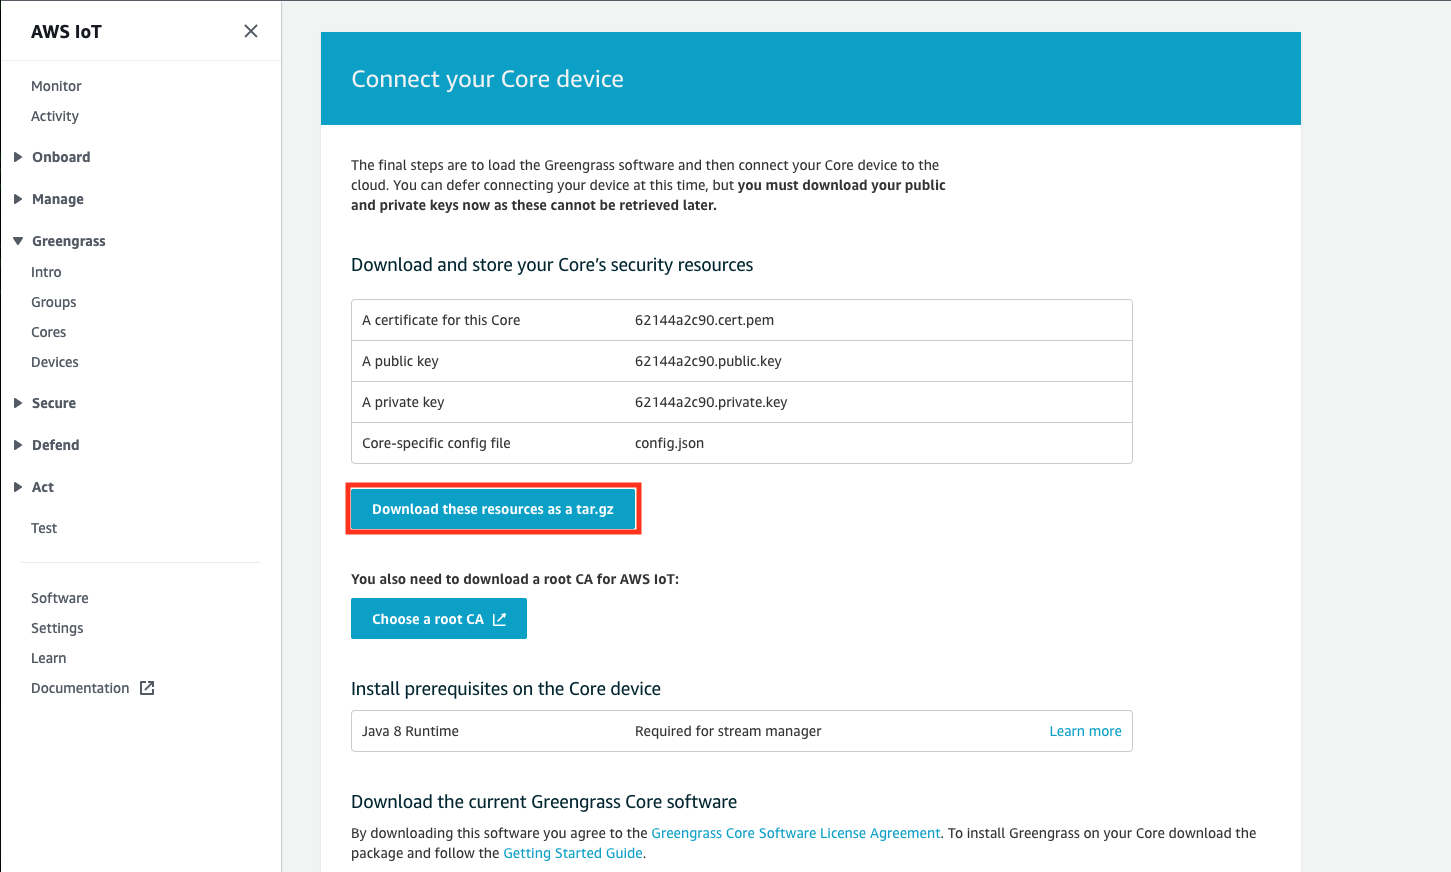 AWS IoT
Monitor
Activity
Onboard
Manage
Greengrass
Intro
Groups
Cores
Devices
Secure
Defend
Act
Test
Software
Settings
Learn
Documentation
Connect your Core device
The final steps are to load the Greengrass software and then connect your Core device to the
cloud. You can defer connecting your device at this time, but you must download your public
and private keys now as these cannot be retrieved later.
Download and store your Core’s security resources
A certificate for this Core 62144a2c90.cert.pem
A public key 62144a2c90.public.key
A private key 62144a2c90.private.key
Core-specific config file config.json
Download these resources as a tar.gz
You also need to download a root CA for AWS IoT:
Choose a root CA
Install prerequisites on the Core device
Java 8 Runtime Required for stream manager Learn more
Download the current Greengrass Core software
By downloading this software you agree to the Greengrass Core Software License Agreement. To install Greengrass on your Core download the
package and follow the Getting Started Guide.